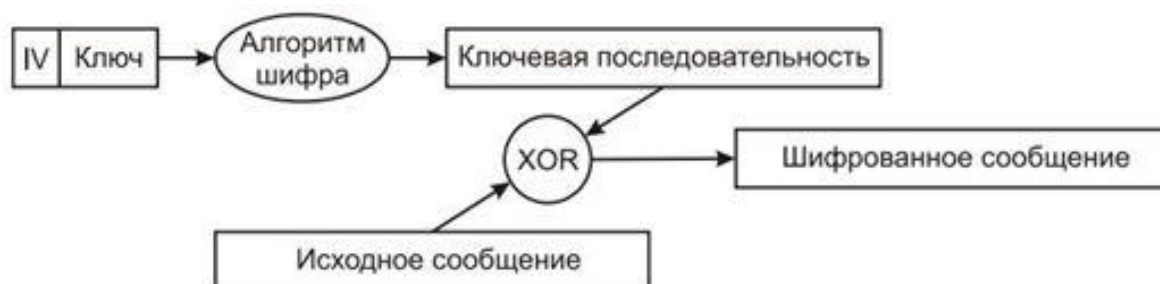 IV Ключ
Алгоритм
шифра
Ключевая последовательность
XOR
Шифрованное сообщение
Исходное сообщение